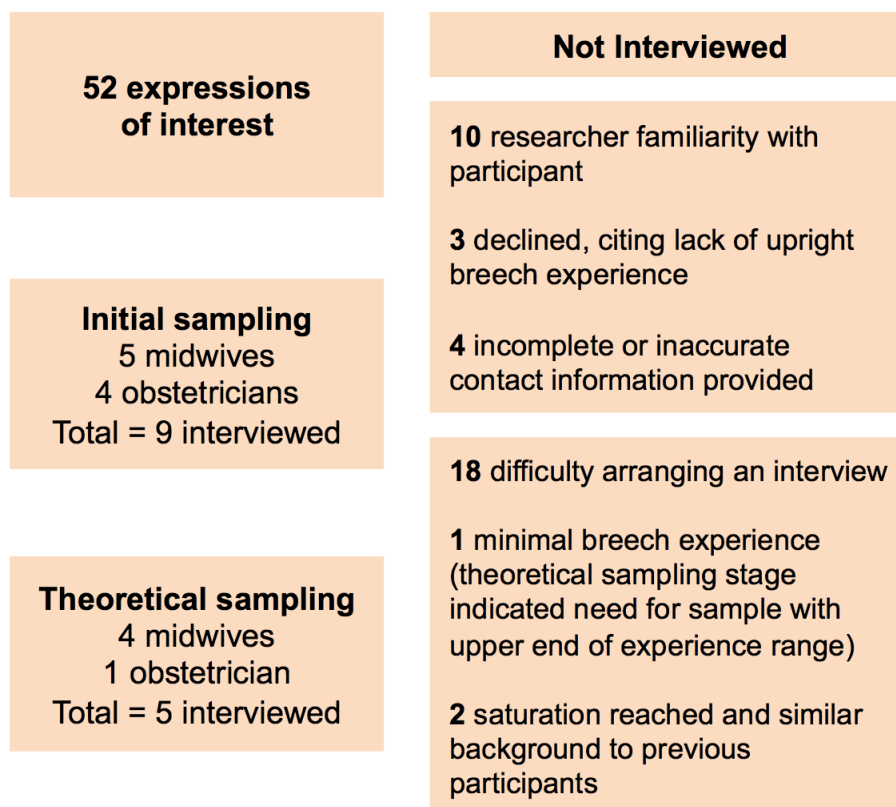 52 expressions
of interest
Initial sampling
5 midwives
4 obstetricians
Total = 9 interviewed
Theoretical sampling
4 midwives
1 obstetrician
Total = 5 interviewed
Not Interviewed
10 researcher familiarity with
participant
3 declined, citing lack of upright
breech experience
4 incomplete or inaccurate
contact information provided
18 difficulty arranging an interview
1 minimal breech experience
(theoretical sampling stage
indicated need for sample with
upper end of experience range)
2 saturation reached and similar
background to previous
participants